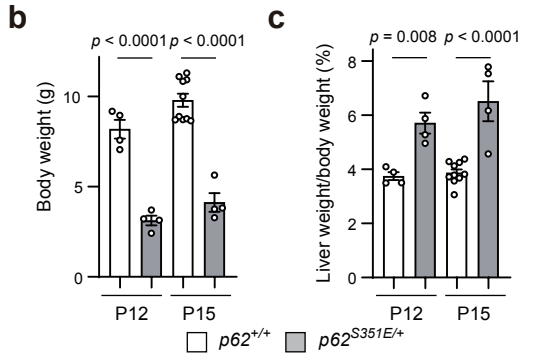 b
p < 0.0001 p < 0.0001
Body weight (g)
10
5
0
P12 P15
c
p = 0.008 p < 0.0001
Liver weight/body weight (%)
8
6
4
2
0
P12 P15
p62+/+ p62S351E/+